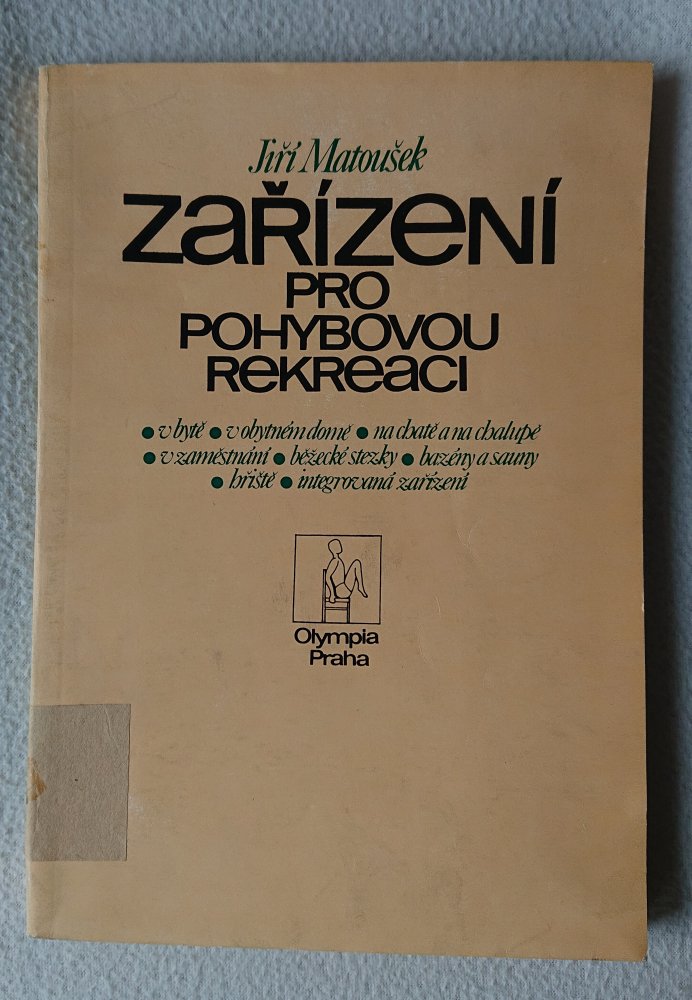 Jiří Matoušek
ZAŘÍZENÍ
PRO
POHYBOVOU
REKREACI
• v bytě • v obytném domě • na chatě a na chalupě
• v zaměstnání • běžecké stezky • bazény a sauny
• hřiště • integrovaná zařízení
Olympia
Praha